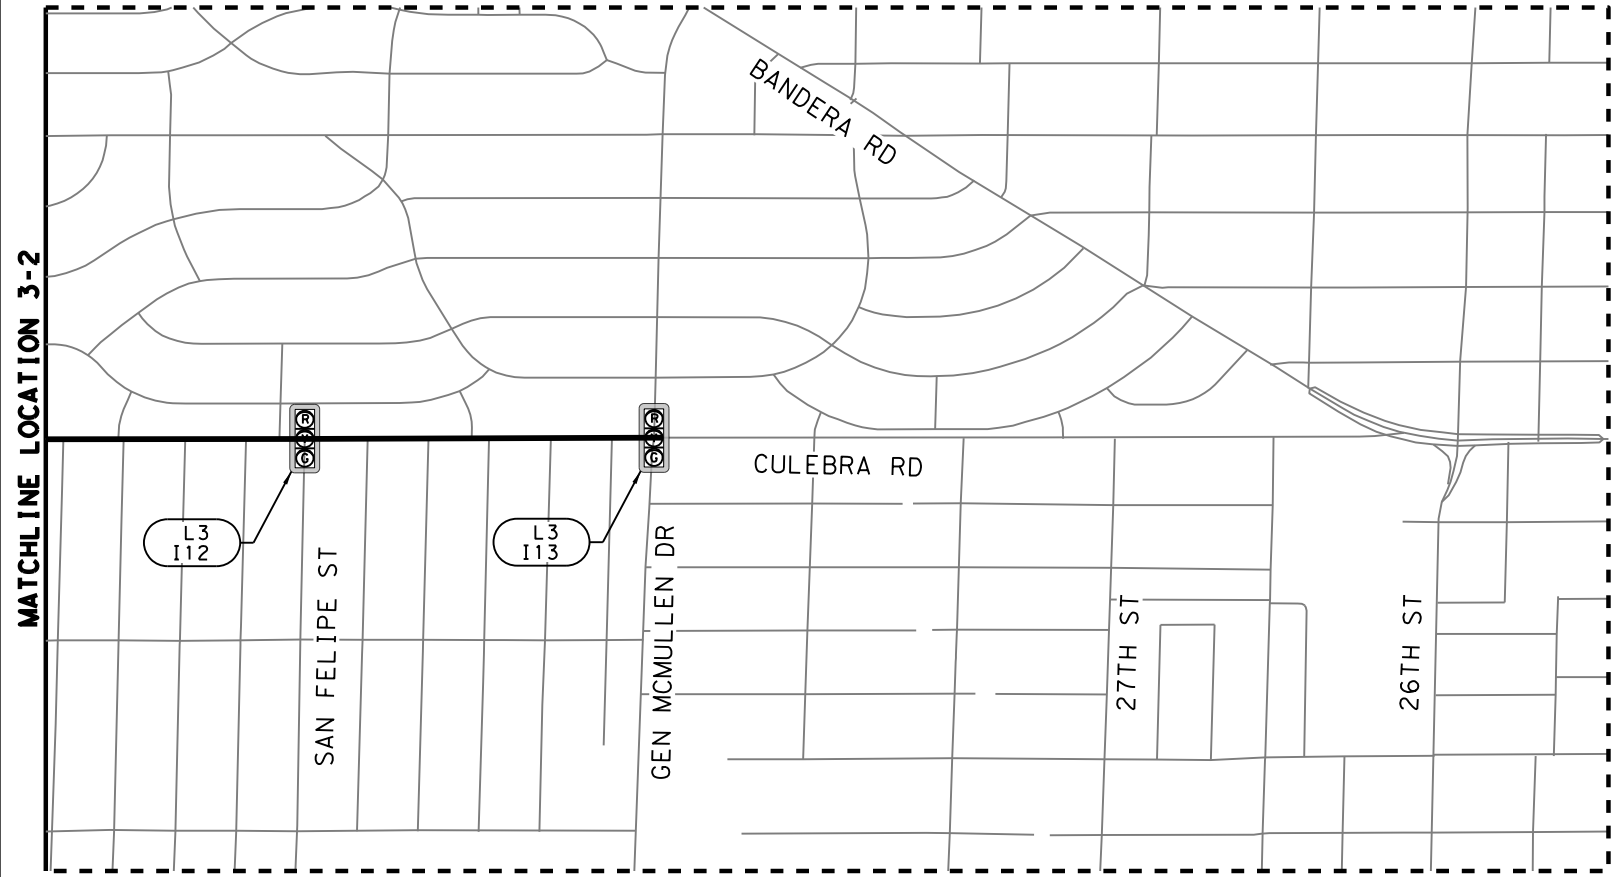 BANDERA RD
MATCHLINE LOCATION 3-2
R
G
R
G
CULEBRA RD
L3
I12
L3
I13
SAN FELIPE ST
GEN MCMULLEN DR
27TH ST
26TH ST